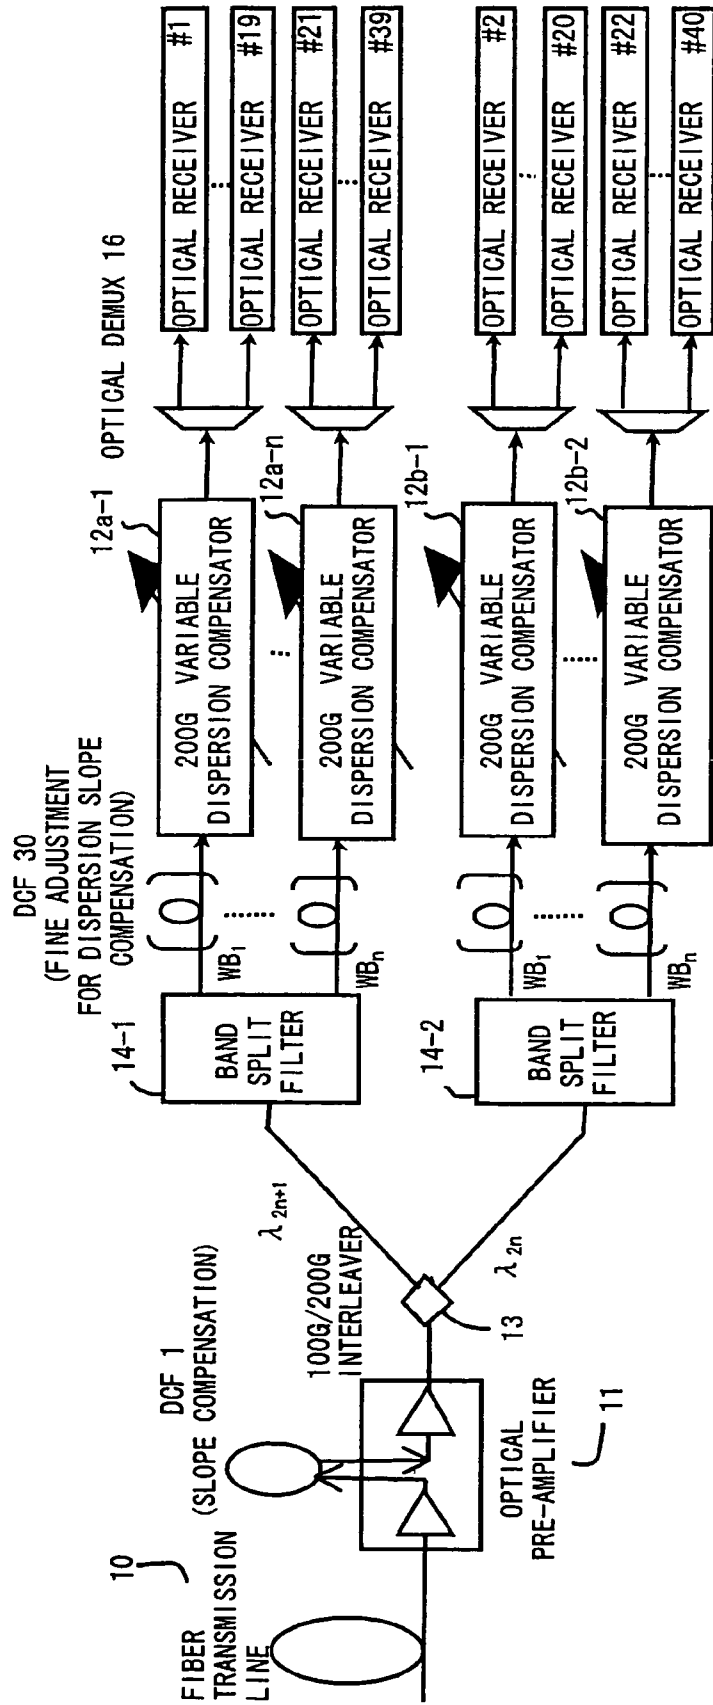 10
FIBER
TRANSMISSION
LINE
DCF 1
(SLOPE COMPENSATION)
OPTICAL
PRE-AMPLIFIER
11
100G/200G
INTERLEAVER
13
λ2n+1
λ2n
14-1
BAND
SPLIT
FILTER
14-2
BAND
SPLIT
FILTER
DCF 30
(FINE ADJUSTMENT
FOR DISPERSION SLOPE
COMPENSATION)
WB1
WBn
WB1
WBn
12a-1
200G VARIABLE
DISPERSION COMPENSATOR
12a-n
200G VARIABLE
DISPERSION COMPENSATOR
12b-1
200G VARIABLE
DISPERSION COMPENSATOR
12b-2
200G VARIABLE
DISPERSION COMPENSATOR
OPTICAL DEMUX 16
OPTICAL RECEIVER #1
OPTICAL RECEIVER #19
OPTICAL RECEIVER #21
OPTICAL RECEIVER #39
OPTICAL RECEIVER #2
OPTICAL RECEIVER #20
OPTICAL RECEIVER #22
OPTICAL RECEIVER #40